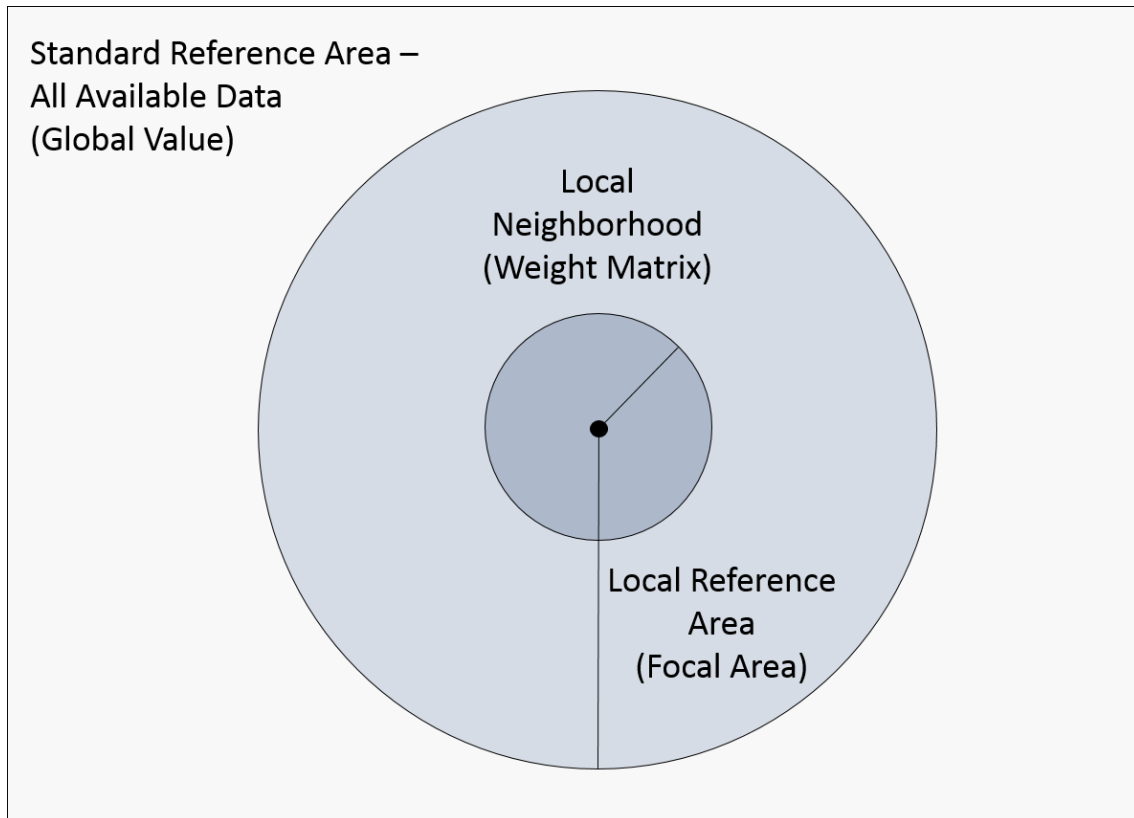 Standard Reference Area –
All Available Data
(Global Value)
Local
Neighborhood
(Weight Matrix)
Local Reference
Area
(Focal Area)